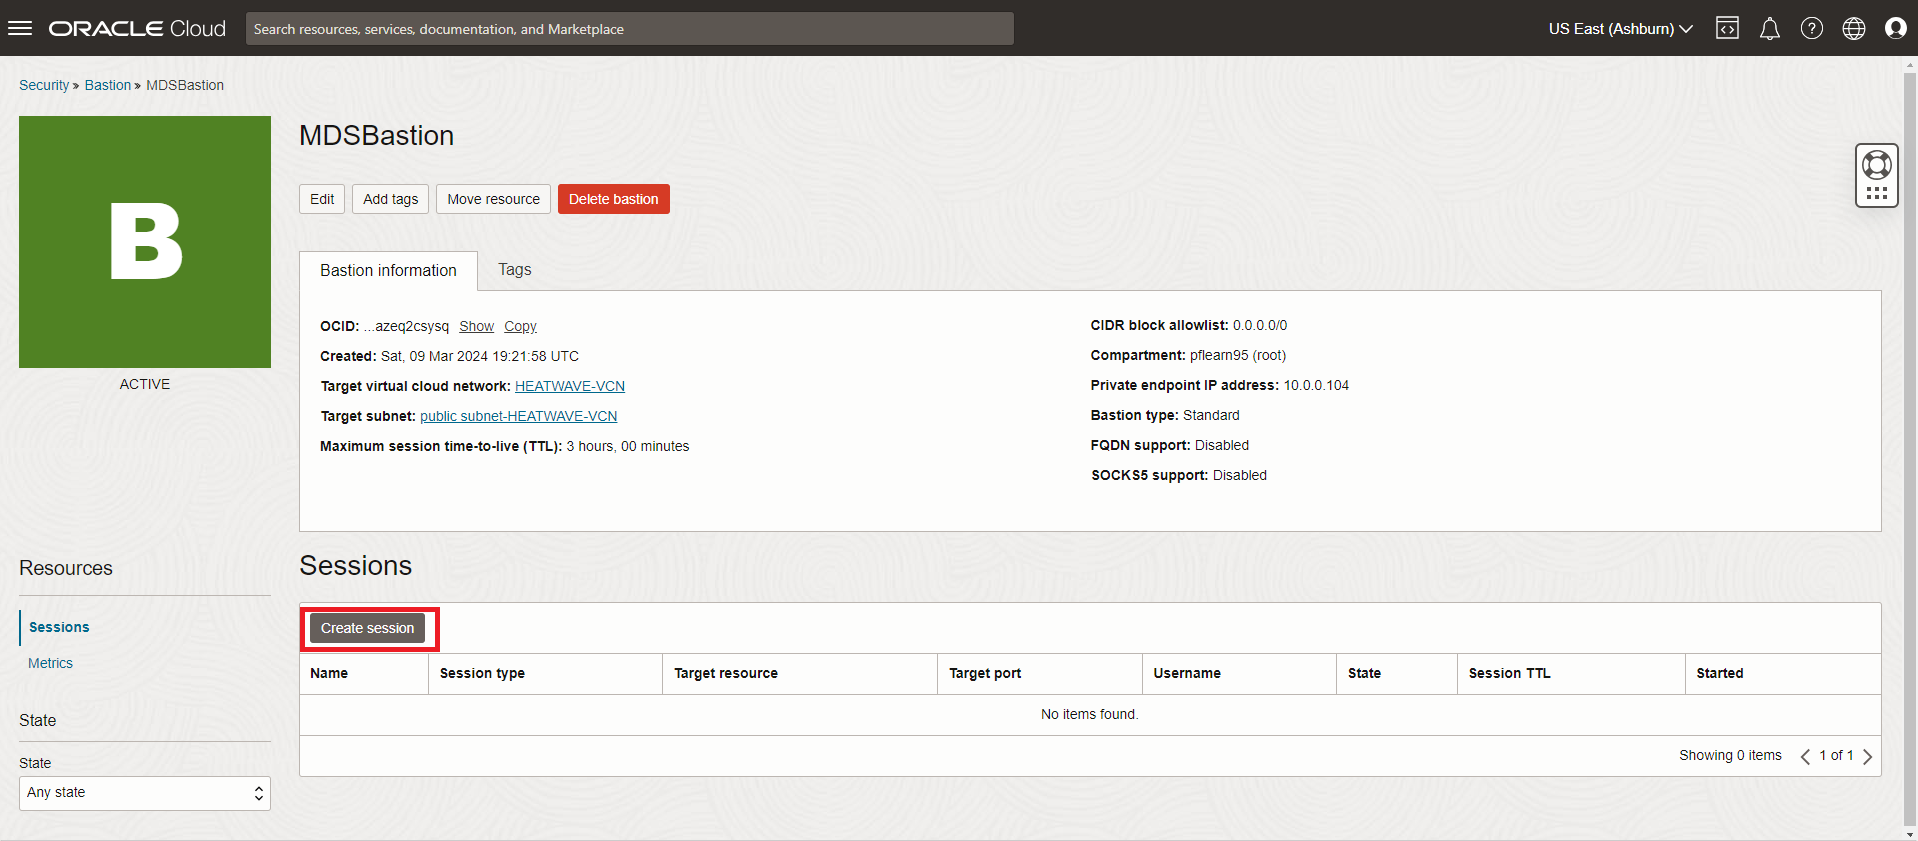 ORACLE Cloud
Search resources, services, documentation, and Marketplace
US East (Ashburn)
Security » Bastion » MDSBastion
B
ACTIVE
MDSBastion
Edit Add tags Move resource Delete bastion
Bastion information Tags
OCID: ...azeq2csysq Show Copy
Created: Sat, 09 Mar 2024 19:21:58 UTC
Target virtual cloud network: HEATWAVE-VCN
Target subnet: public subnet-HEATWAVE-VCN
Maximum session time-to-live (TTL): 3 hours, 00 minutes
CIDR block allowlist: 0.0.0.0/0
Compartment: pflearn95 (root)
Private endpoint IP address: 10.0.0.104
Bastion type: Standard
FQDN support: Disabled
SOCKS5 support: Disabled
Resources
Sessions
Metrics
State
State
Any state
Sessions
Create session
Name Session type Target resource Target port Username State Session TTL Started
No items found.
Showing 0 items 1 of 1